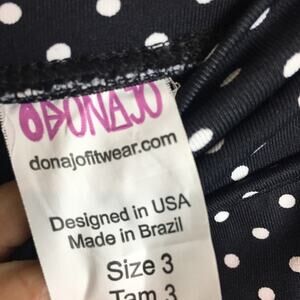 DONAJO
donajofitwear.com
Designed in USA
Made in Brazil
Size 3
Tam 3